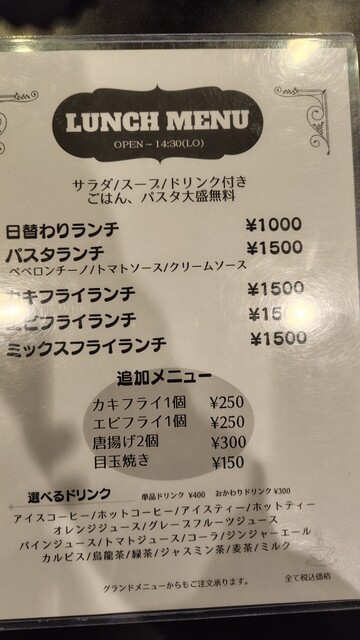 LUNCH MENU
OPEN～14:30(LO)
サラダ/スープ/ドリンク付き
ごはん、パスタ大盛無料
日替わりランチ ¥1000
パスタランチ ¥1500
ペペロンチーノ/トマトソース/クリームソース
カキフライランチ ¥1500
エビフライランチ ¥150
ミックスフライランチ ¥1500
追加メニュー
カキフライ1個 ¥250
エビフライ1個 ¥250
唐揚げ2個 ¥300
目玉焼き ¥150
選べるドリンク 単品ドリンク ¥400 おかわりドリンク ¥300
アイスコーヒー/ホットコーヒー/アイスティー/ホットティー
オレンジジュース/グレープフルーツジュース
パインジュース/トマトジュース/コーラ/ジンジャーエール
カルピス/烏龍茶/緑茶/ジャスミン茶/麦茶/ミルク
グランドメニューからもご注文承ります。 全て税込価格